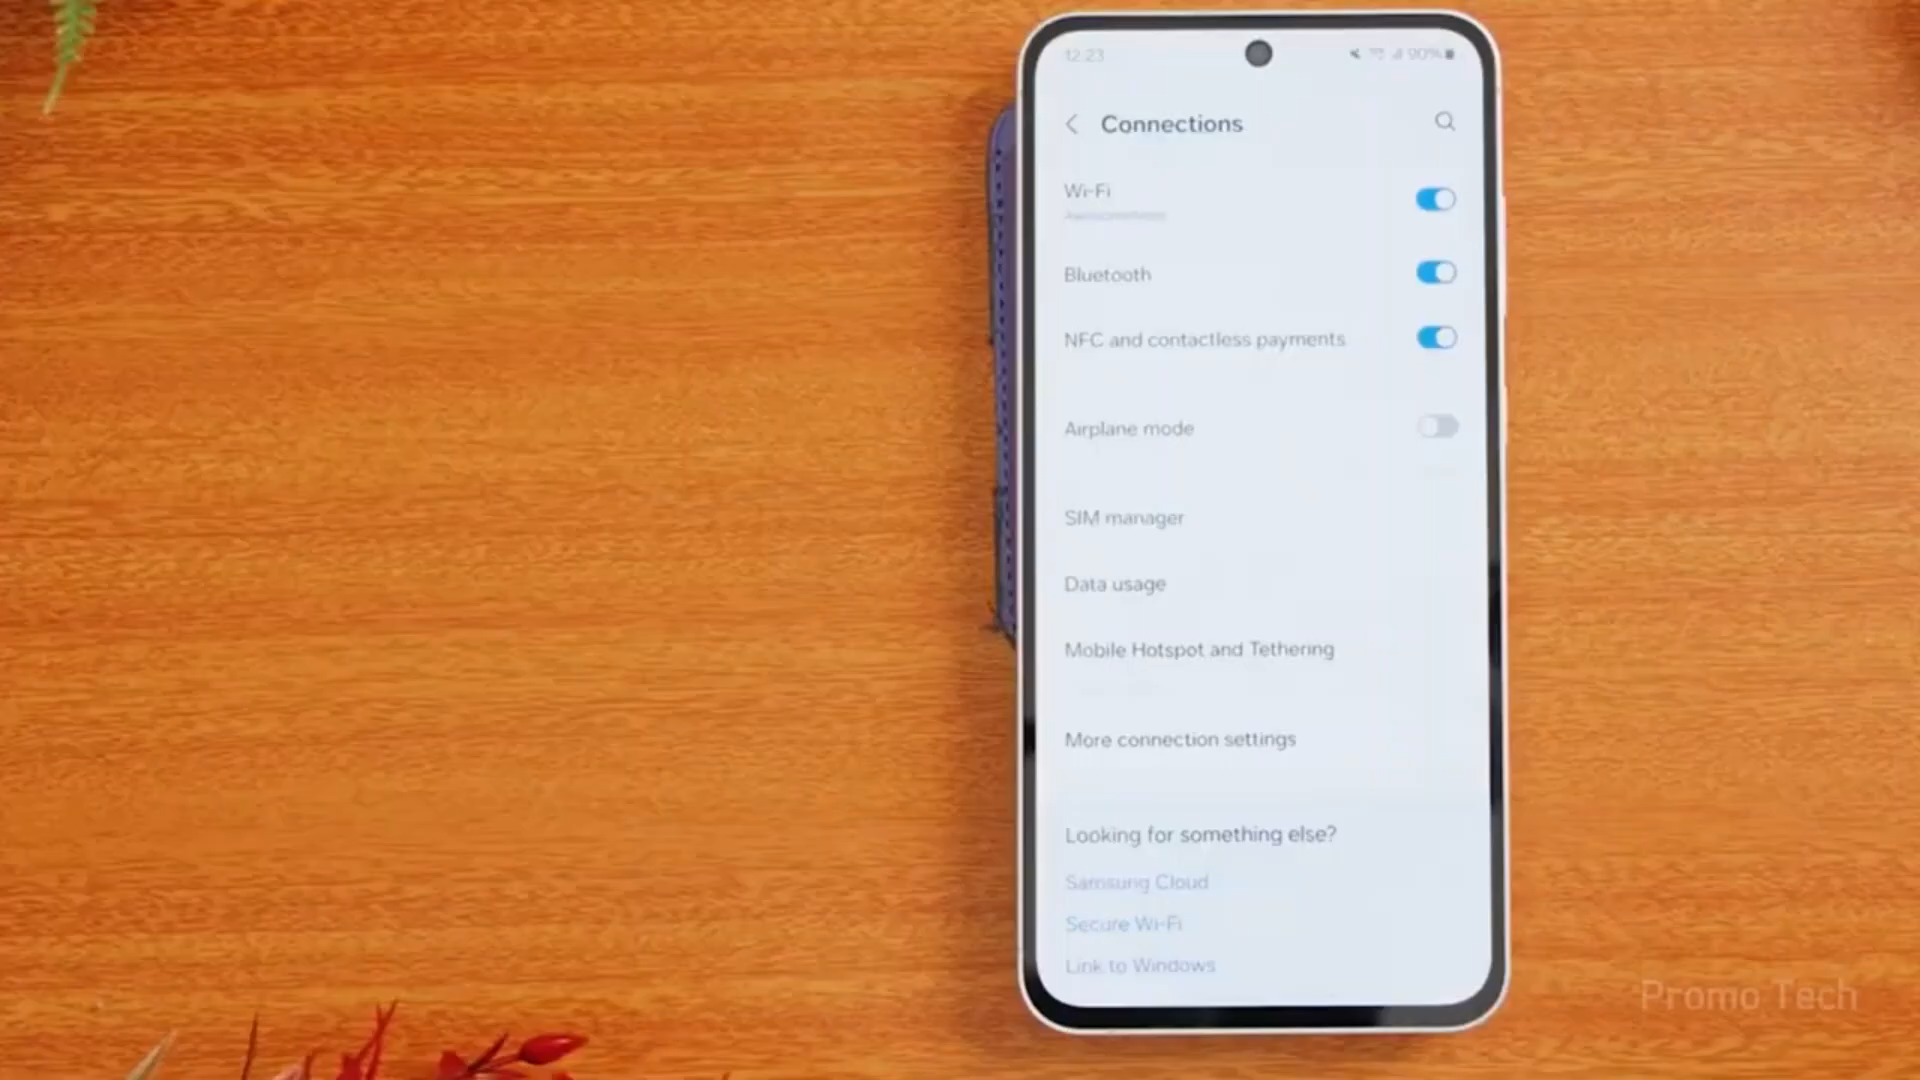 12:23
90%
Connections
Wi-Fi
Bluetooth
NFC and contactless payments
Airplane mode
SIM manager
Data usage
Mobile Hotspot and Tethering
More connection settings
Looking for something else?
Samsung Cloud
Secure Wi-Fi
Link to Windows
Promo Tech